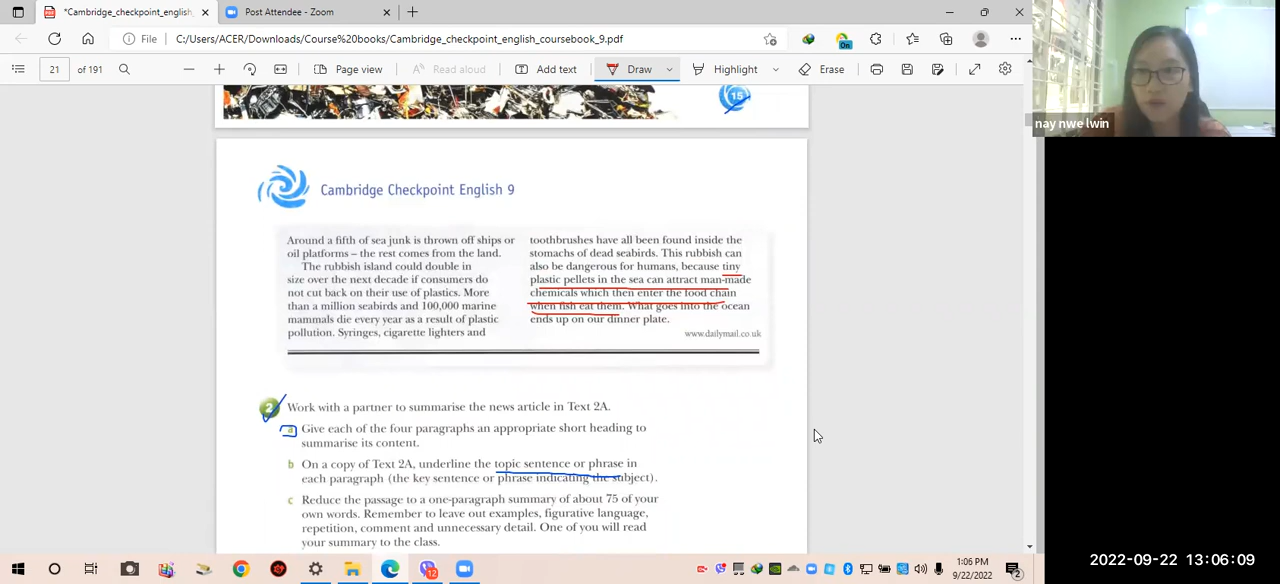 *Cambridge_checkpoint_english_
Post Attendee - Zoom
File
C:/Users/ACER/Downloads/Course%20books/Cambridge_checkpoint_english_coursebook_9.pdf
On
21 of 191
Page view
Read aloud
Add text
Draw
Highlight
Erase
nay nwe lwin
15
Cambridge Checkpoint English 9
Around a fifth of sea junk is thrown off ships or
oil platforms – the rest comes from the land.
The rubbish island could double in
size over the next decade if consumers do
not cut back on their use of plastics. More
than a million seabirds and 100,000 marine
mammals die every year as a result of plastic
pollution. Syringes, cigarette lighters and
toothbrushes have all been found inside the
stomachs of dead seabirds. This rubbish can
also be dangerous for humans, because tiny
plastic pellets in the sea can attract man-made
chemicals which then enter the food chain
when fish eat them. What goes into the ocean
ends up on our dinner plate.
www.dailymail.co.uk
2 Work with a partner to summarise the news article in Text 2A.
a Give each of the four paragraphs an appropriate short heading to
summarise its content.
b On a copy of Text 2A, underline the topic sentence or phrase in
each paragraph (the key sentence or phrase indicating the subject).
c Reduce the passage to a one-paragraph summary of about 75 of your
own words. Remember to leave out examples, figurative language,
repetition, comment and unnecessary detail. One of you will read
your summary to the class.
12
1:06 PM
9/22/2022
2
2022-09-22 13:06:09